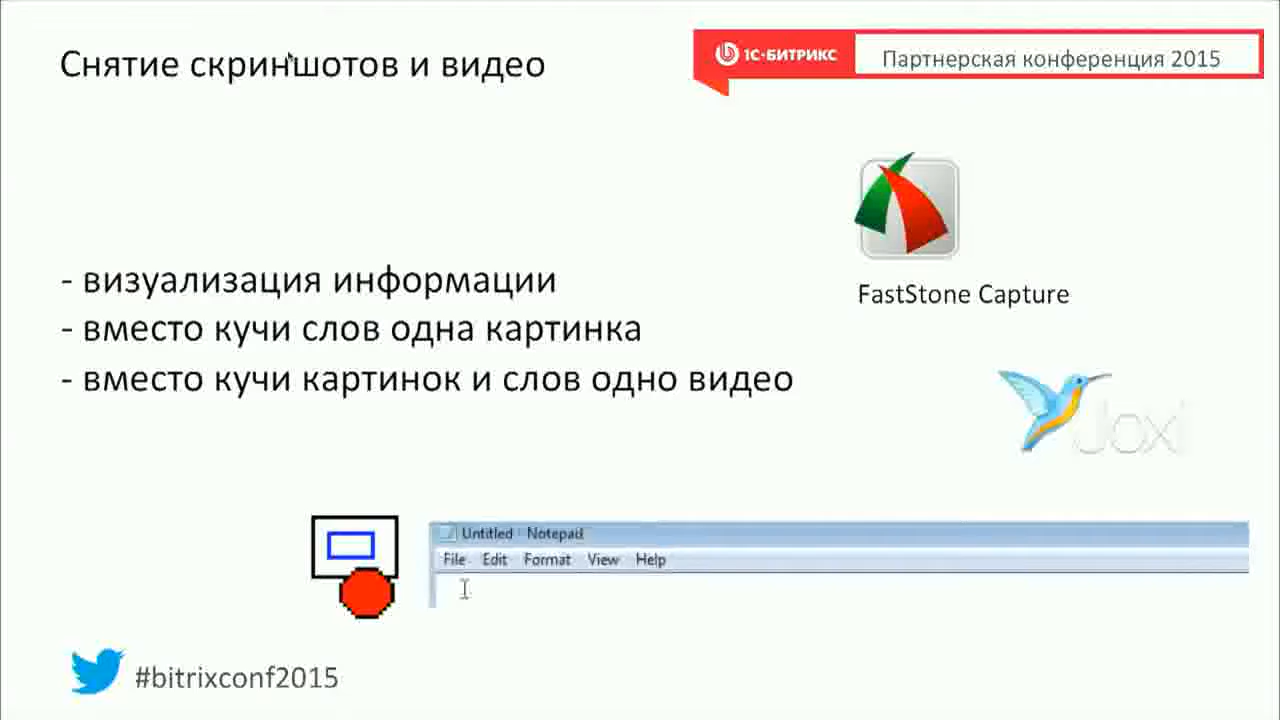 Снятие скриншотов и видео
1С-БИТРИКС
Партнерская конференция 2015
- визуализация информации
- вместо кучи слов одна картинка
- вместо кучи картинок и слов одно видео
FastStone Capture
Joxi
Untitled - Notepad
File Edit Format View Help
#bitrixconf2015